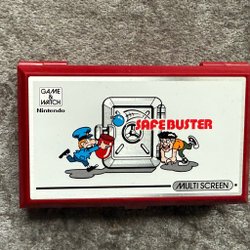 GAME
&
WATCH
Nintendo
SAFEBUSTER
MULTI SCREEN